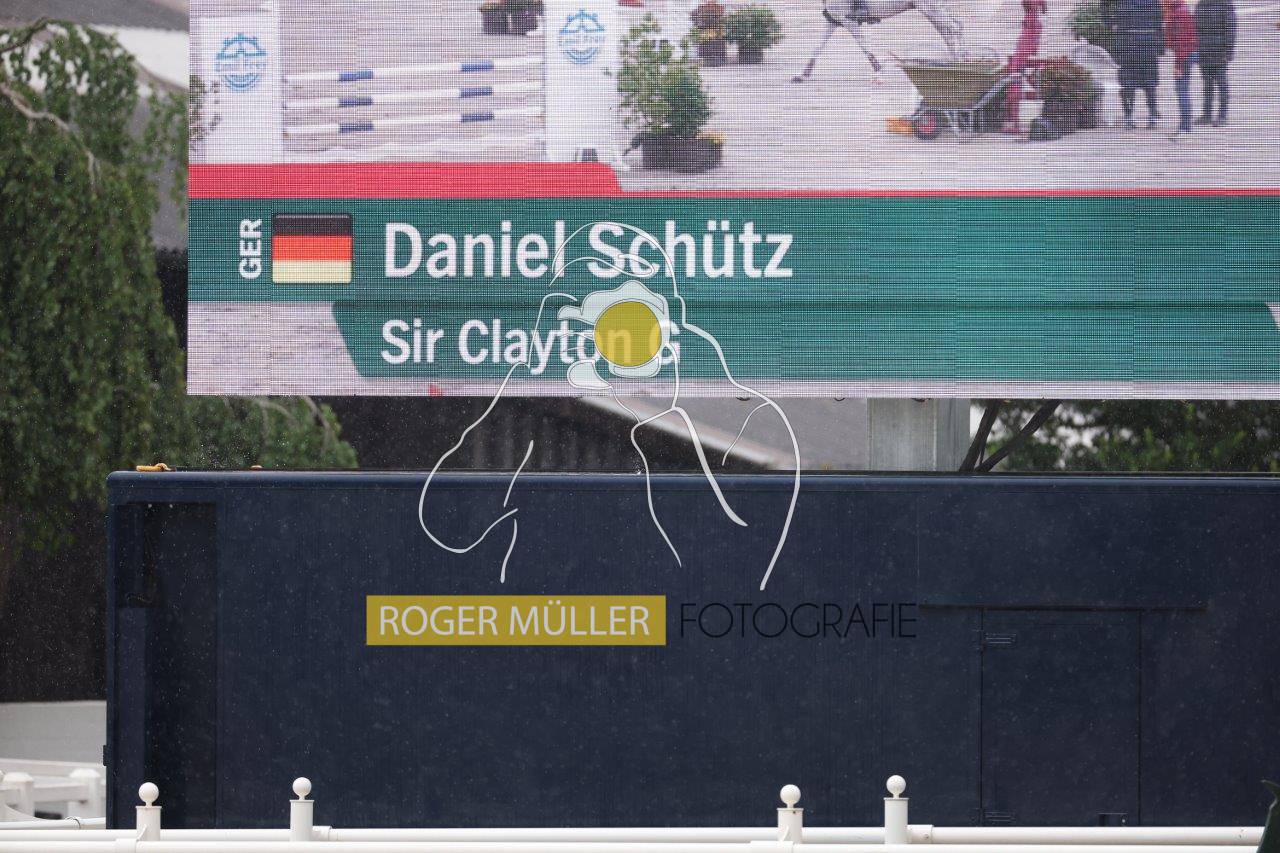 GER
Daniel Schütz
Sir Clayton G
ROGER MÜLLER FOTOGRAFIE